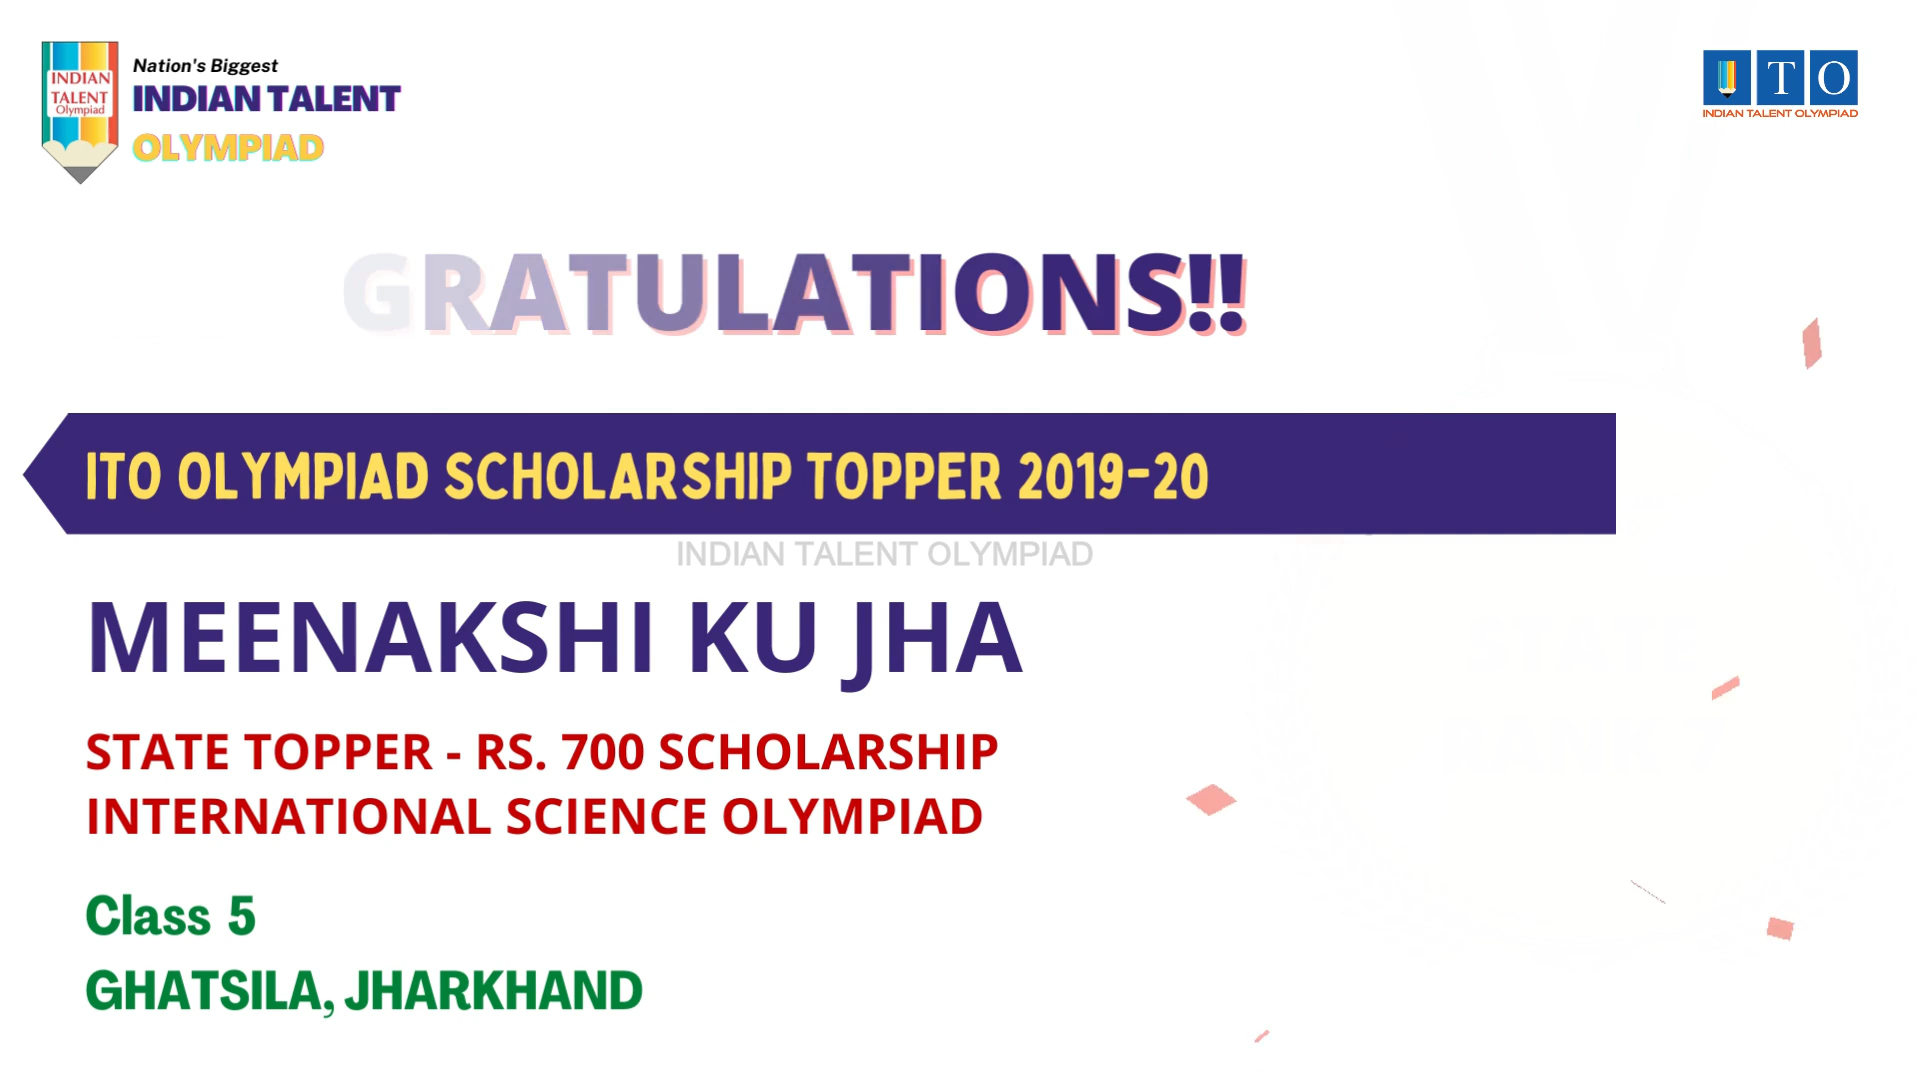 INDIAN
TALENT
Olympiad
Nation's Biggest
INDIAN TALENT
OLYMPIAD
TO
INDIAN TALENT OLYMPIAD
GRATULATIONS!!
ITO OLYMPIAD SCHOLARSHIP TOPPER 2019-20
INDIAN TALENT OLYMPIAD
MEENAKSHI KU JHA
STATE TOPPER - RS. 700 SCHOLARSHIP
INTERNATIONAL SCIENCE OLYMPIAD
Class 5
GHATSILA, JHARKHAND